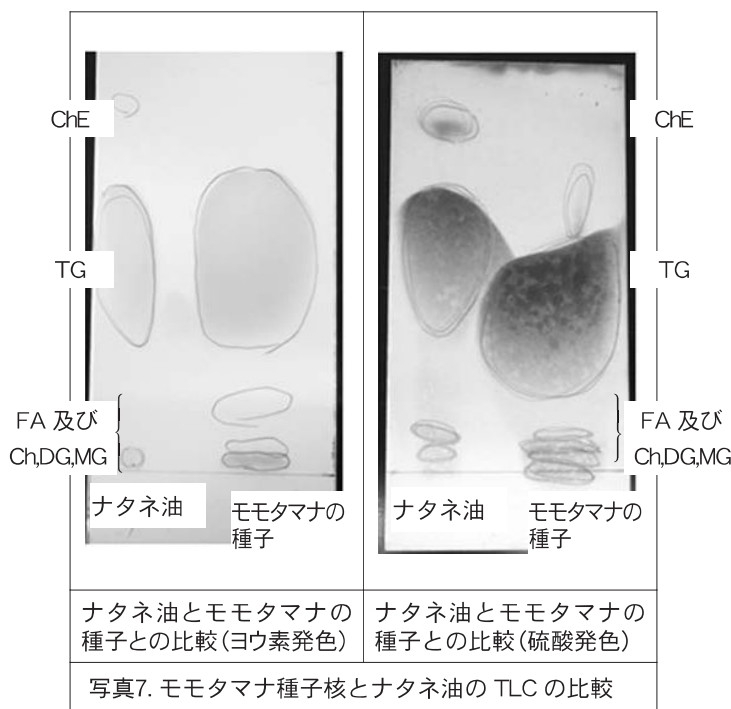 ChE
ChE
TG
TG
FA 及び
Ch,DG,MG
FA 及び
Ch,DG,MG
ナタネ油
モモタマナの
種子
ナタネ油
モモタマナの
種子
ナタネ油とモモタマナの
種子との比較(ヨウ素発色)
ナタネ油とモモタマナの
種子との比較(硫酸発色)
写真7. モモタマナ種子核とナタネ油の TLC の比較